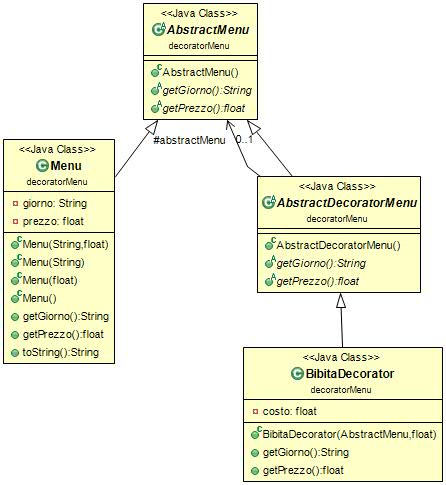 <<Java Class>>
AbstractMenu
decoratorMenu
AbstractMenu()
getGiorno():String
getPrezzo():float
#abstractMenu 0..1
<<Java Class>>
Menu
decoratorMenu
giorno: String
prezzo: float
Menu(String,float)
Menu(String)
Menu(float)
Menu()
getGiorno():String
getPrezzo():float
toString():String
<<Java Class>>
AbstractDecoratorMenu
decoratorMenu
AbstractDecoratorMenu()
getGiorno():String
getPrezzo():float
<<Java Class>>
BibitaDecorator
decoratorMenu
costo: float
BibitaDecorator(AbstractMenu,float)
getGiorno():String
getPrezzo():float